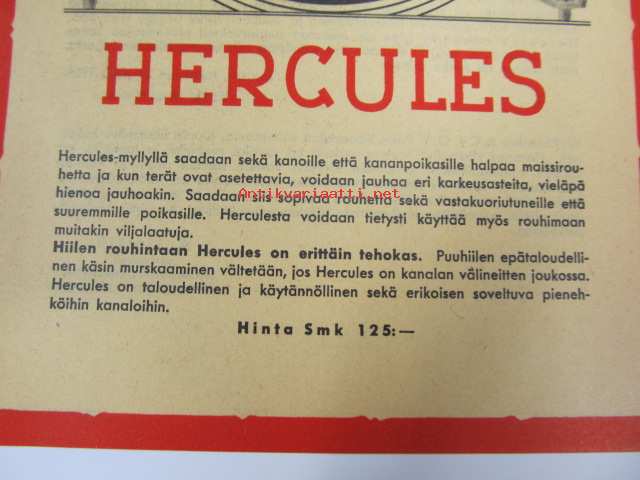 HERCULES
Hercules-myllyllä saadaan sekä kanoille että kananpoikasille halpaa maissirou-
hetta ja kun terät ovat asetettavia, voidaan jauhaa eri karkeusasteita, vieläpä
hienoa jauhoakin. Saadaan siis sopivaa rouhetta sekä vastakuoriutuneille että
Antikvariaatti.net
suuremmille poikasille. Herculesta voidaan tietysti käyttää myös rouhimaan
muitakin viljalaatuja.
Hiilen rouhintaan Hercules on erittäin tehokas. Puuhiilen epätaloudelli-
nen käsin murskaaminen vältetään, jos Hercules on kanalan välineitten joukossa.
Hercules on taloudellinen ja käytännöllinen sekä erikoisen soveltuva pieneh-
köihin kanaloihin.
Hinta Smk 125:—